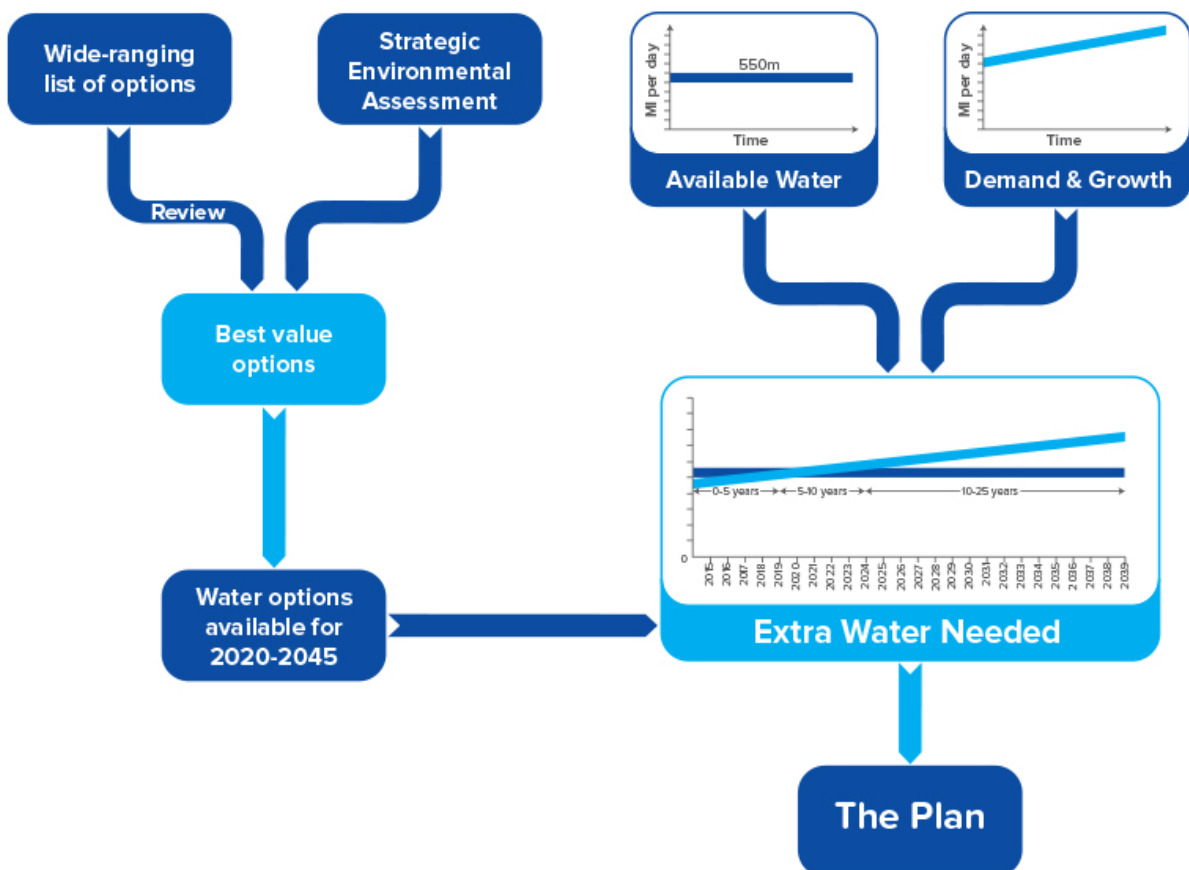 Wide-ranging
list of options
Strategic
Environmental
Assessment
Review
Best value
options
Water options
available for
2020-2045
Ml per day
550m
Time
Available Water
Ml per day
Time
Demand & Growth
0-5 years
5-10 years
10-25 years
0
2015
2016
2017
2018
2019
2020
2021
2022
2023
2024
2025
2026
2027
2028
2029
2030
2031
2032
2033
2034
2035
2036
2037
2038
2039
Extra Water Needed
The Plan